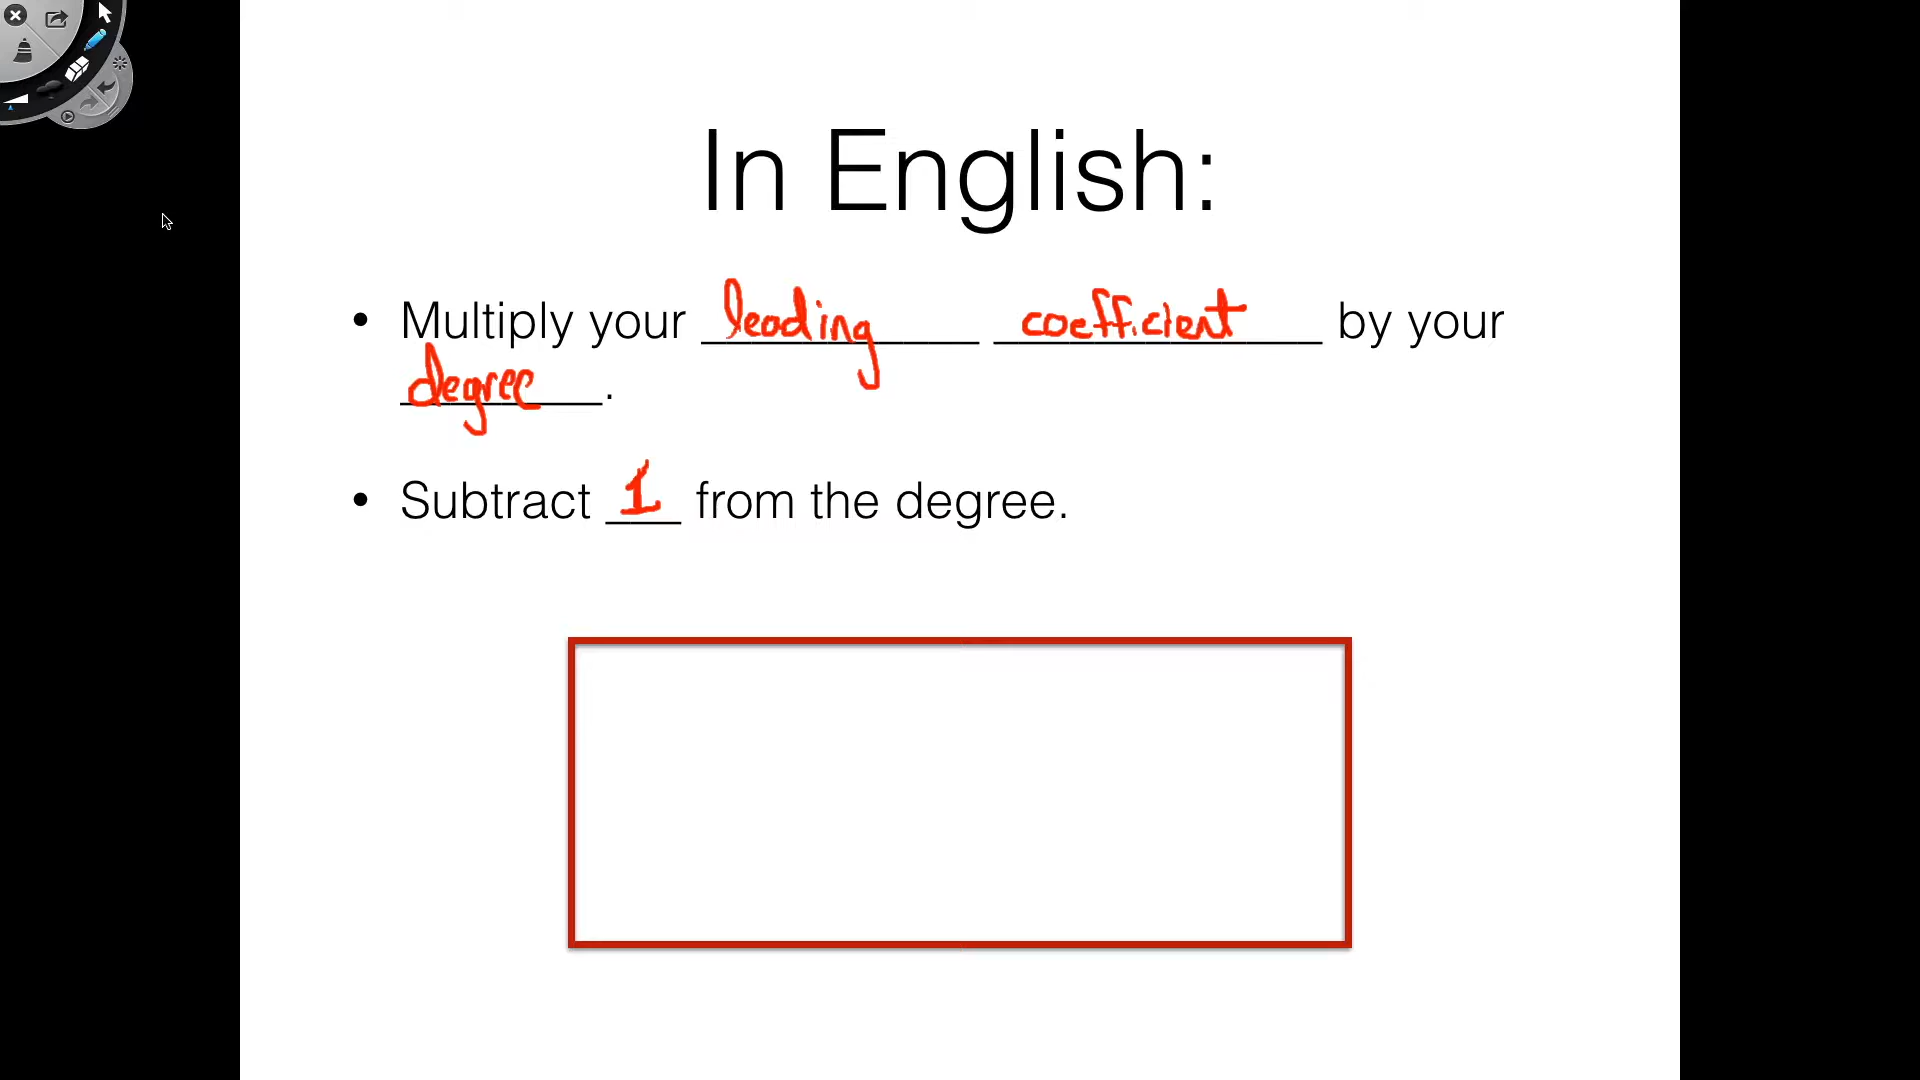 In English:
• Multiply your leading coefficient by your
degree.
• Subtract 1 from the degree.